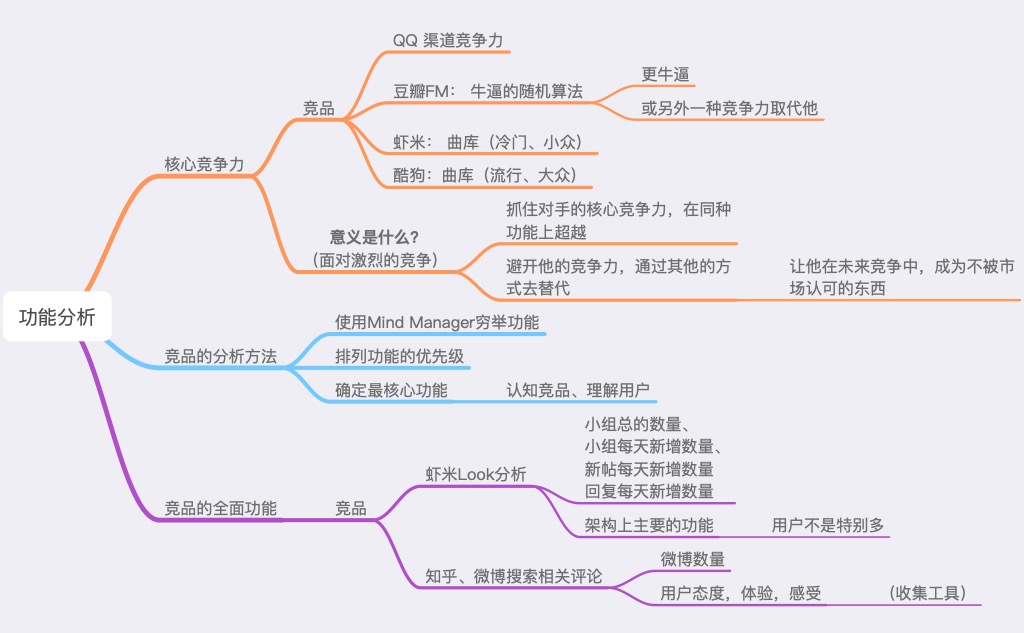 功能分析
核心竞争力
竞品
QQ 渠道竞争力
豆瓣FM： 牛逼的随机算法
更牛逼
或另外一种竞争力取代他
虾米： 曲库（冷门、小众）
酷狗：曲库（流行、大众）
意义是什么？
（面对激烈的竞争）
抓住对手的核心竞争力，在同种
功能上超越
避开他的竞争力，通过其他的方
式去替代
让他在未来竞争中，成为不被市
场认可的东西
竞品的分析方法
使用Mind Manager穷举功能
排列功能的优先级
确定最核心功能
认知竞品、理解用户
竞品的全面功能
竞品
虾米Look分析
小组总的数量、
小组每天新增数量、
新帖每天新增数量
回复每天新增数量
架构上主要的功能
用户不是特别多
知乎、微博搜索相关评论
微博数量
用户态度，体验，感受
（收集工具）